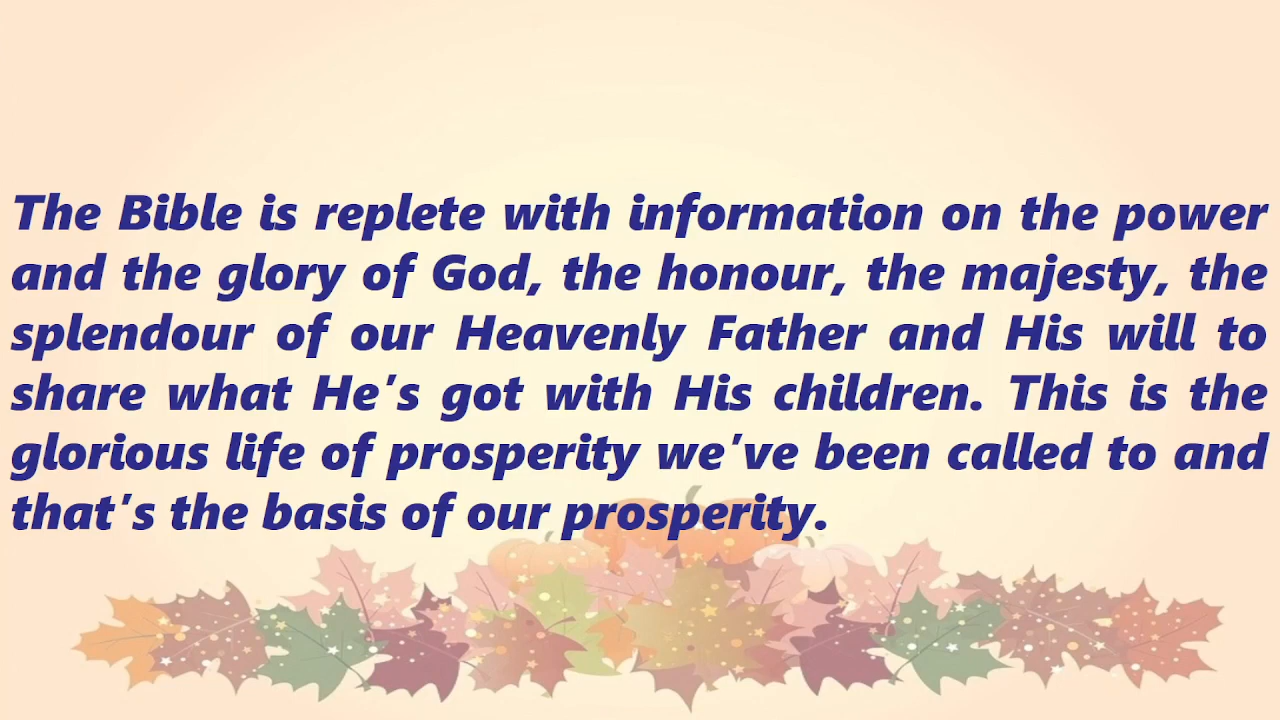 The Bible is replete with information on the power
and the glory of God, the honour, the majesty, the
splendour of our Heavenly Father and His will to
share what He's got with His children. This is the
glorious life of prosperity we've been called to and
that's the basis of our prosperity.